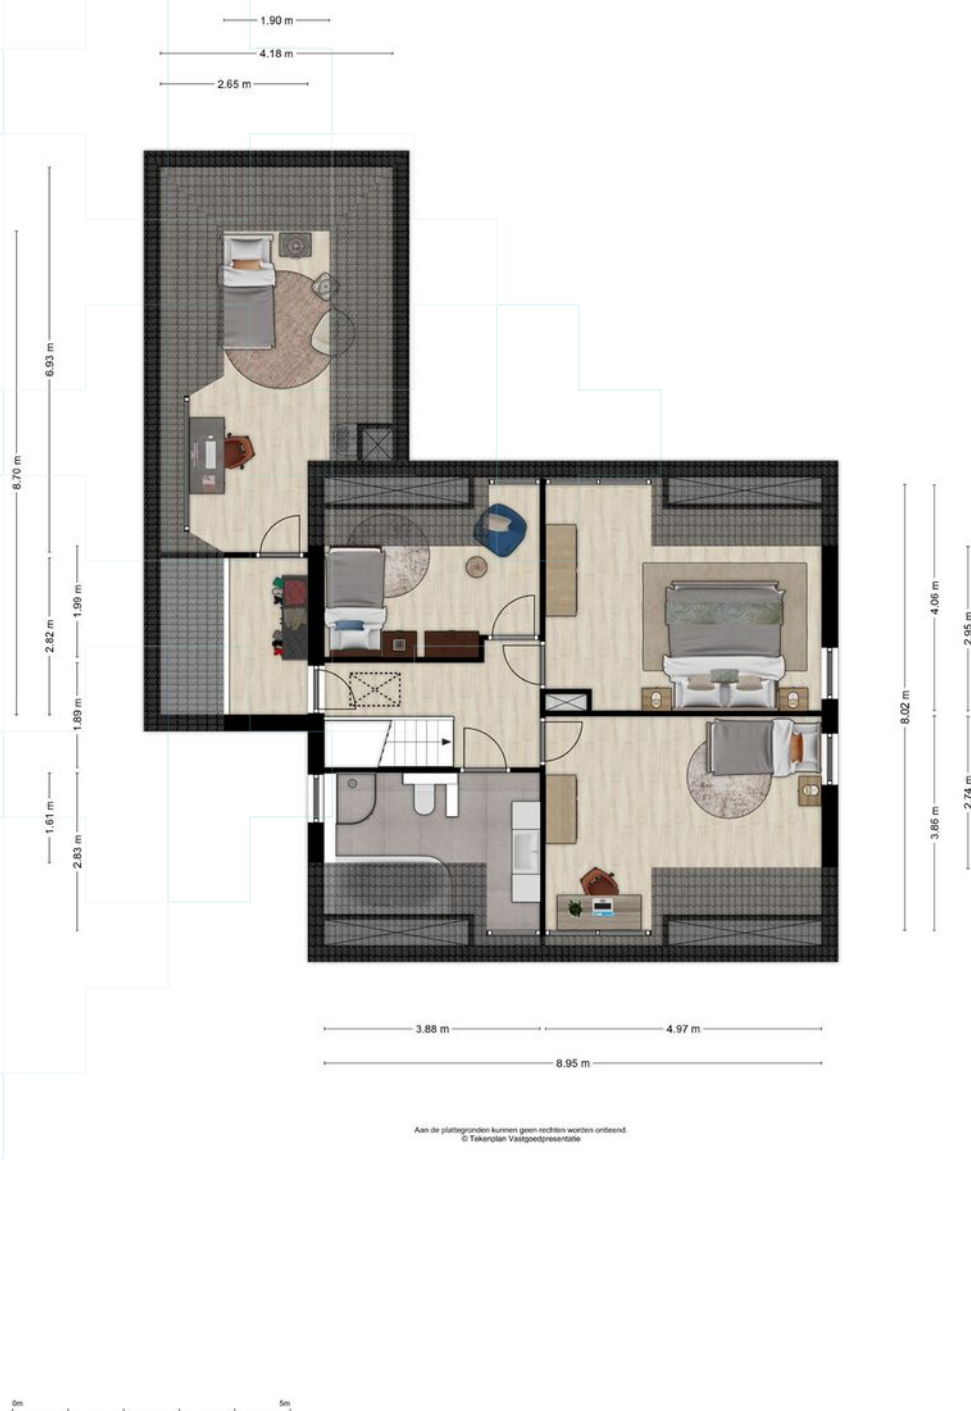 1.90 m
4.18 m
2.65 m
6.93 m
8.70 m
1.99 m
2.82 m
1.89 m
1.61 m
2.83 m
4.06 m
2.95 m
8.02 m
3.86 m
2.74 m
3.88 m
4.97 m
8.95 m
Aan de plattegronden kunnen geen rechten worden ontleend.
© Tekenplan Vastgoedpresentatie
0m
5m